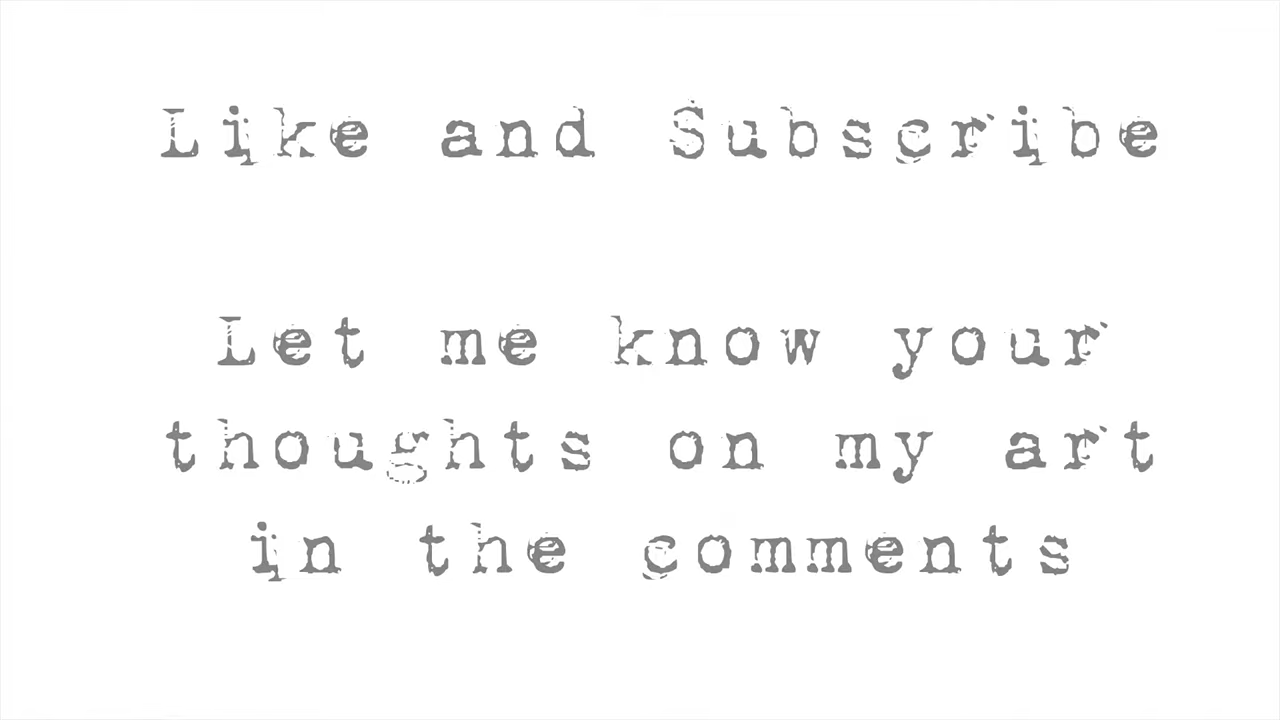 Like and Subscribe
Let me know your
thoughts on my art
in the comments